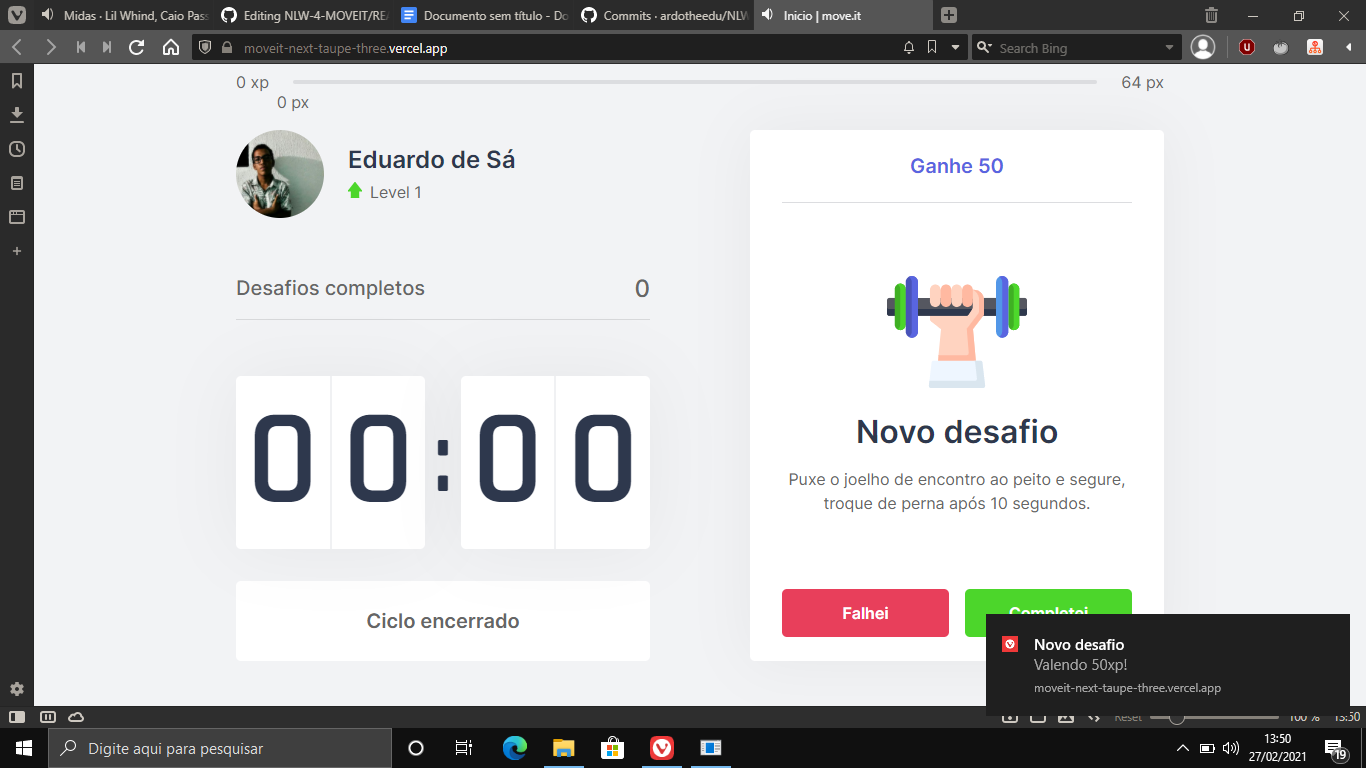 Midas · Lil Whind, Caio Pass
Editing NLW-4-MOVEIT/REA
Documento sem título - Do
Commits · ardotheedu/NLW
Inicio | move.it
moveit-next-taupe-three.vercel.app
Search Bing
0 xp
64 px
0 px
Eduardo de Sá
Level 1
Desafios completos
0
00:00
Ciclo encerrado
Ganhe 50
Novo desafio
Puxe o joelho de encontro ao peito e segure,
troque de perna após 10 segundos.
Falhei
Completei
Novo desafio
Valendo 50xp!
moveit-next-taupe-three.vercel.app
Reset
100 %
13:50
Digite aqui para pesquisar
13:50
27/02/2021
19